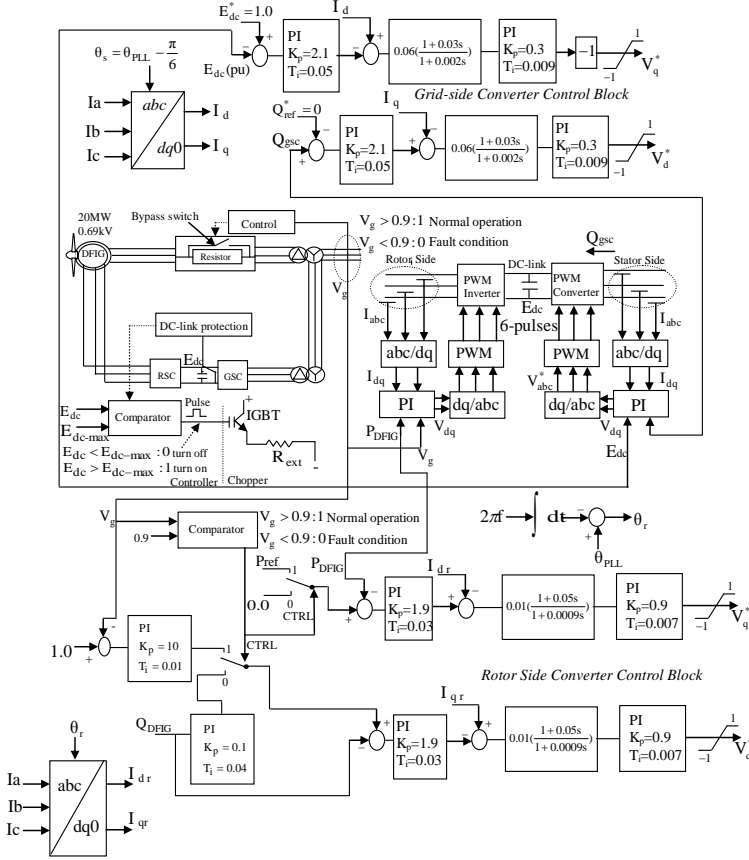 E*dc=1.0
Id
θs = θPLL − π/6
Edc(pu)
PI
Kp=2.1
Ti=0.05
0.06(1+0.03s/1+0.002s)
PI
Kp=0.3
Ti=0.009
-1
1
−1
Vq*
Grid-side Converter Control Block
Ia
Ib
Ic
abc
dq0
Id
Iq
Q*ref=0
Qgsc
Iq
PI
Kp=2.1
Ti=0.05
0.06(1+0.03s/1+0.002s)
PI
Kp=0.3
Ti=0.009
1
−1
Vd*
20MW
0.69kV
DFIG
Bypass switch
Control
Resistor
Vg > 0.9:1 Normal operation
Vg < 0.9:0 Fault condition
Vg
DC-link protection
Edc
RSC
GSC
Qgsc
Rotor Side
DC-link
Stator Side
PWM
Inverter
PWM
Converter
Edc
6-pulses
Iabc
Iabc
abc/dq
PWM
PWM
abc/dq
Idq
Vabc*
Idq
PI
dq/abc
dq/abc
PI
Vdq
Vdq
PDFIG
Vg
Edc
Edc
Edc-max
Comparator
Pulse
IGBT
+
Rext
-
Edc < Edc−max : 0 turn off
Edc > Edc−max : 1 turn on
Controller
Chopper
Vg
0.9
Comparator
Vg > 0.9:1 Normal operation
Vg < 0.9:0 Fault condition
2πf
∫ dt
θr
θPLL
Pref
1
0.0
0
CTRL
PDFIG
Idr
PI
Kp=1.9
Ti=0.03
0.01(1+0.05s/1+0.0009s)
PI
Kp=0.9
Ti=0.007
1
−1
Vq*
1.0
PI
Kp = 10
Ti = 0.01
CTRL
1
0
Rotor Side Converter Control Block
QDFIG
PI
Kp = 0.1
Ti = 0.04
Iqr
PI
Kp=1.9
Ti=0.03
0.01(1+0.05s/1+0.0009s)
PI
Kp=0.9
Ti=0.007
1
−1
Vd*
θr
Ia
Ib
Ic
abc
dq0
Idr
Iqr